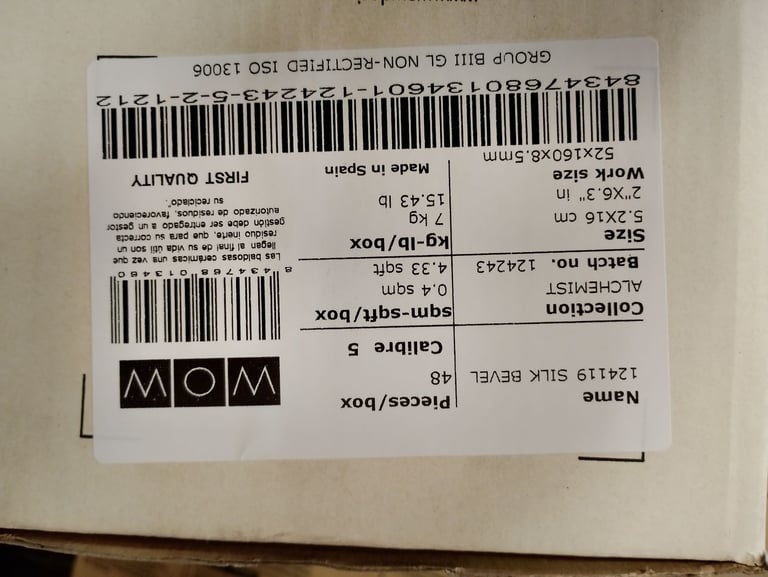 Name
124119 SILK BEVEL
Pieces/box
48
Calibre 5
WOW
Collection
ALCHEMIST
sqm-sqft/box
0.4 sqm
4.33 sqft
Batch no. 124243
8 434768 013460
Size
5.2X16 cm
2"X6.3" in
kg-lb/box
7 kg
15.43 lb
Las baldosas cerámicas una vez que
llegan al final de su vida útil son un
residuo inerte, que para su correcta
gestión debe ser entregado a un gestor
autorizado de residuos, favoreciendo
su reciclado".
Work size
52x160x8.5mm
Made in Spain
FIRST QUALITY
84347680134601-124243-5-2-1212
GROUP BIII GL NON-RECTIFIED ISO 13006